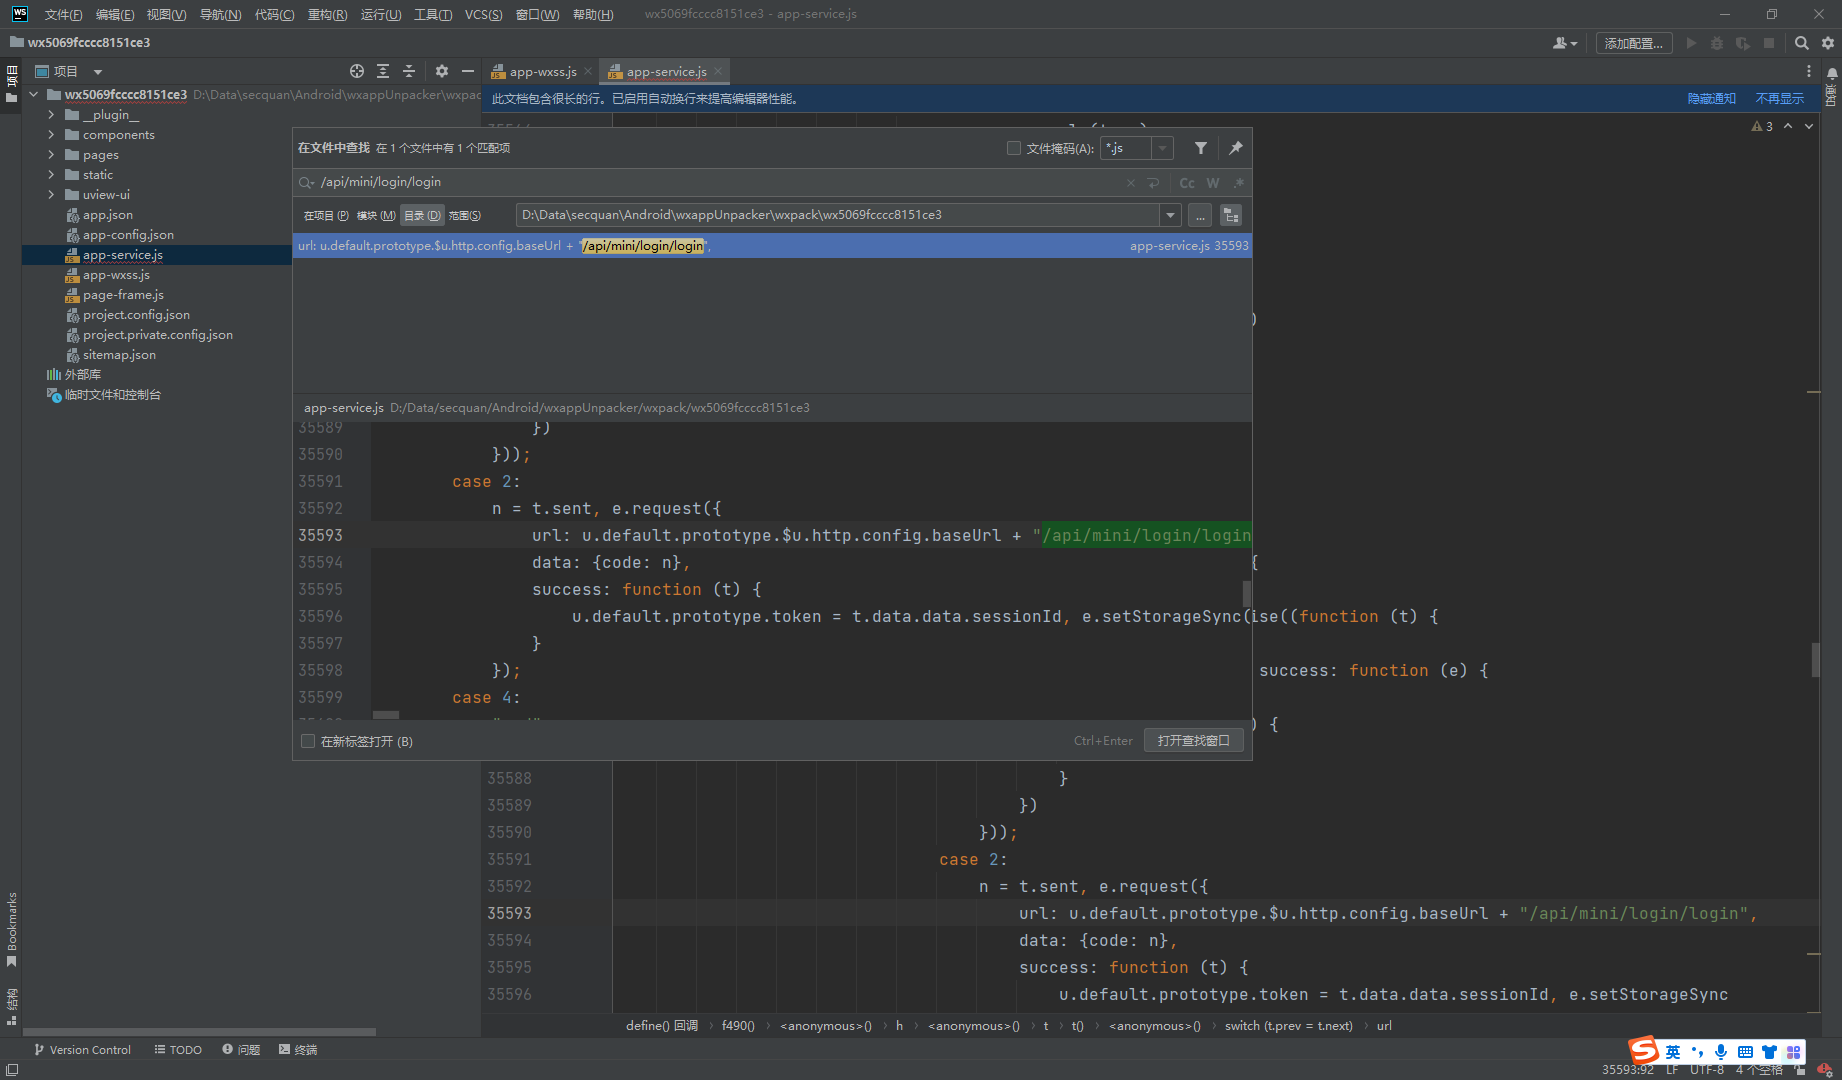 WS 文件(F) 编辑(E) 视图(V) 导航(N) 代码(C) 重构(R) 运行(U) 工具(T) VCS(S) 窗口(W) 帮助(H) wx5069fcccc8151ce3 - app-service.js
wx5069fcccc8151ce3 添加配置...
项目 项目 app-wxss.js app-service.js
wx5069fcccc8151ce3 D:\Data\secquan\Android\wxappUnpacker\wxpac
此文档包含很长的行。已启用自动换行来提高编辑器性能。 隐藏通知 不再显示 通知
__plugin__
components
pages
static
uview-ui
app.json
app-config.json
app-service.js
app-wxss.js
page-frame.js
project.config.json
project.private.config.json
sitemap.json
外部库
临时文件和控制台
3
在文件中查找 在 1 个文件中有 1 个匹配项 文件掩码(A): *.js
/api/mini/login/login Cc W .*
在项目 (P) 模块 (M) 目录 (D) 范围(S) D:\Data\secquan\Android\wxappUnpacker\wxpack\wx5069fcccc8151ce3 ...
url: u.default.prototype.$u.http.config.baseUrl + "/api/mini/login/login", app-service.js 35593
)
app-service.js D:/Data/secquan/Android/wxappUnpacker/wxpack/wx5069fcccc8151ce3
35589 })
35590 }));
35591 case 2:
35592 n = t.sent, e.request({
35593 url: u.default.prototype.$u.http.config.baseUrl + "/api/mini/login/login
35594 data: {code: n}, {
35595 success: function (t) {
35596 u.default.prototype.token = t.data.data.sessionId, e.setStorageSync(ise((function (t) {
35597 }
35598 }); success: function (e) {
35599 case 4:
) {
在新标签打开 (B) Ctrl+Enter 打开查找窗口
35588 }
35589 })
35590 }));
35591 case 2:
35592 n = t.sent, e.request({
35593 url: u.default.prototype.$u.http.config.baseUrl + "/api/mini/login/login",
35594 data: {code: n},
35595 success: function (t) {
35596 u.default.prototype.token = t.data.data.sessionId, e.setStorageSync
Bookmarks
结构
define() 回调 f490() <anonymous>() h <anonymous>() t t() <anonymous>() switch (t.prev = t.next) url
Version Control TODO 问题 终端
S 英
35593:92 LF UTF-8 4 个空格